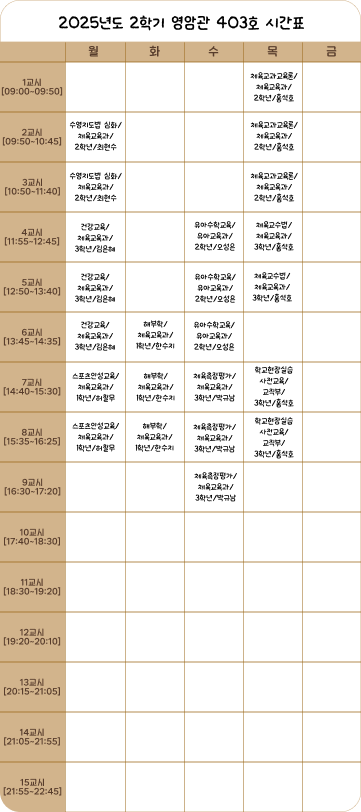 2025년도 2학기 영암관 403호 시간표
월 화 수 목 금
1교시
[09:00~09:50]
체육교과교육론/
체육교육과/
2학년/홍석호
2교시
[09:50~10:45]
수영지도법 심화/
체육교육과/
2학년/최현수
체육교과교육론/
체육교육과/
2학년/홍석호
3교시
[10:50~11:40]
수영지도법 심화/
체육교육과/
2학년/최현수
체육교과교육론/
체육교육과/
2학년/홍석호
4교시
[11:55~12:45]
건강교육/
체육교육과/
3학년/김은혜
유아수학교육/
유아교육과/
2학년/오성은
체육교수법/
체육교육과/
3학년/홍석호
5교시
[12:50~13:40]
건강교육/
체육교육과/
3학년/김은혜
유아수학교육/
유아교육과/
2학년/오성은
체육교수법/
체육교육과/
3학년/홍석호
6교시
[13:45~14:35]
건강교육/
체육교육과/
3학년/김은혜
해부학/
체육교육과/
1학년/한수지
유아수학교육/
유아교육과/
2학년/오성은
7교시
[14:40~15:30]
스포츠안성교육/
체육교육과/
1학년/허찰무
해부학/
체육교육과/
1학년/한수지
체육측정평가/
체육교육과/
3학년/박규남
학교현장실습
사전교육/
교직부/
3학년/홍석호
8교시
[15:35~16:25]
스포츠안성교육/
체육교육과/
1학년/허찰무
해부학/
체육교육과/
1학년/한수지
체육측정평가/
체육교육과/
3학년/박규남
학교현장실습
사전교육/
교직부/
3학년/홍석호
9교시
[16:30~17:20]
체육측정평가/
체육교육과/
3학년/박규남
10교시
[17:40~18:30]
11교시
[18:30~19:20]
12교시
[19:20~20:10]
13교시
[20:15~21:05]
14교시
[21:05~21:55]
15교시
[21:55~22:45]